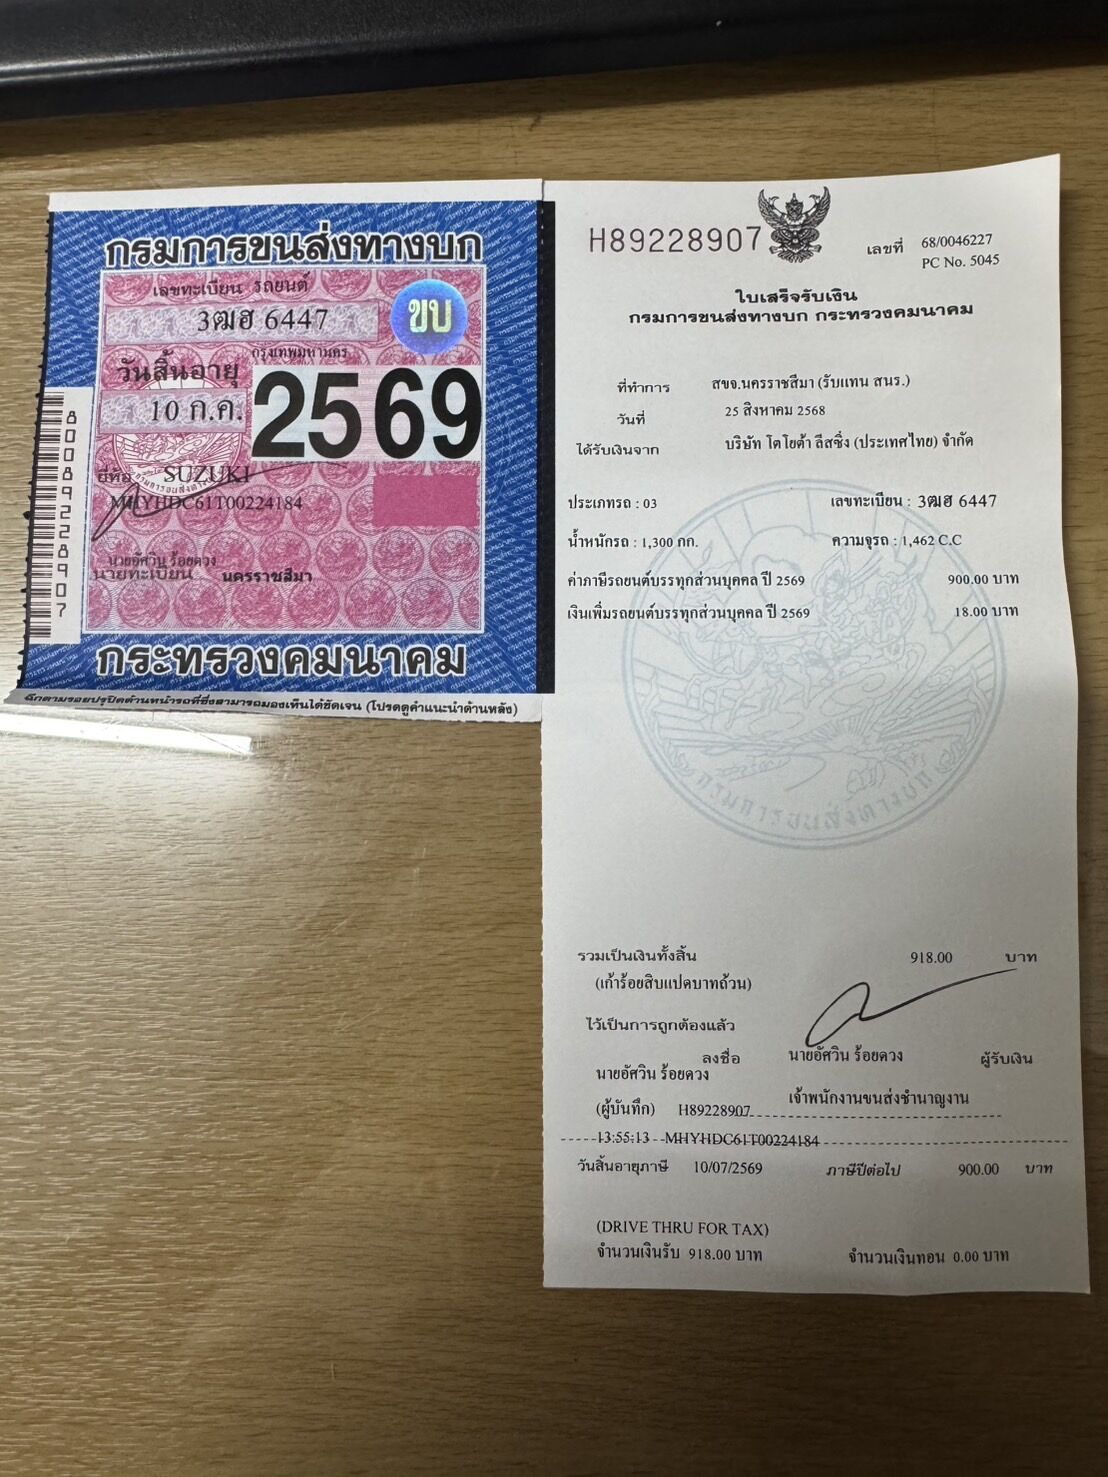 กรมการขนส่งทางบก
เลขทะเบียน รถยนต์
3ฒฮ 6447
ขบ
กรุงเทพมหานคร
วันสิ้นอายุ
10 ก.ค.
2569
ยี่ห้อ SUZUKI
MHYHDC61T00224184
นายอัศวิน ร้อยดวง
นายทะเบียน นครราชสีมา
กระทรวงคมนาคม
ฉีกตามรอยปรุปิดด้านหน้ารถที่ซึ่งสามารถมองเห็นได้ชัดเจน (โปรดดูคำแนะนำด้านหลัง)
8008922 8907
H89228907
เลขที่ 68/0046227
PC No. 5045
ใบเสร็จรับเงิน
กรมการขนส่งทางบก กระทรวงคมนาคม
ที่ทำการ สขจ.นครราชสีมา (รับแทน สนร.)
วันที่ 25 สิงหาคม 2568
ได้รับเงินจาก บริษัท โตโยต้า ลีสซิ่ง (ประเทศไทย) จำกัด
ประเภทรถ : 03 เลขทะเบียน : 3ฒฮ 6447
น้ำหนักรถ : 1,300 กก. ความจุรถ : 1,462 C.C
ค่าภาษีรถยนต์บรรทุกส่วนบุคคล ปี 2569 900.00 บาท
เงินเพิ่มรถยนต์บรรทุกส่วนบุคคล ปี 2569 18.00 บาท
กรมการขนส่งทางบก
รวมเป็นเงินทั้งสิ้น 918.00 บาท
(เก้าร้อยสิบแปดบาทถ้วน)
ไว้เป็นการถูกต้องแล้ว
ลงชื่อ นายอัศวิน ร้อยดวง ผู้รับเงิน
นายอัศวิน ร้อยดวง
เจ้าพนักงานขนส่งชำนาญงาน
(ผู้บันทึก) H89228907
13:55:13 MHYHDC61T00224184
วันสิ้นอายุภาษี 10/07/2569 ภาษีปีต่อไป 900.00 บาท
(DRIVE THRU FOR TAX)
จำนวนเงินรับ 918.00 บาท จำนวนเงินทอน 0.00 บาท